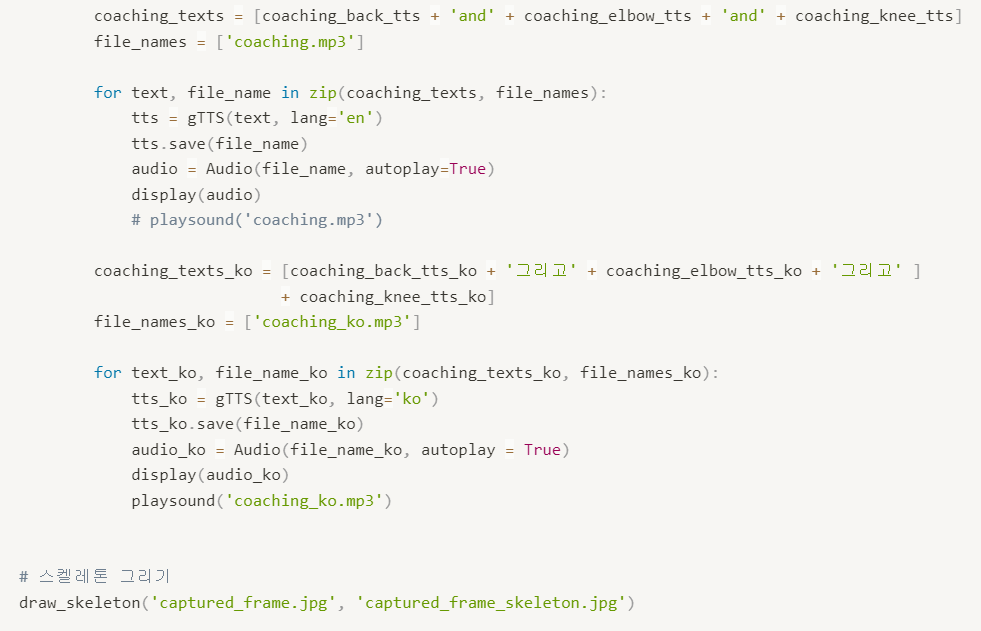 coaching_texts = [coaching_back_tts + 'and' + coaching_elbow_tts + 'and' + coaching_knee_tts]
file_names = ['coaching.mp3']
for text, file_name in zip(coaching_texts, file_names):
tts = gTTS(text, lang='en')
tts.save(file_name)
audio = Audio(file_name, autoplay=True)
display(audio)
# playsound('coaching.mp3')
coaching_texts_ko = [coaching_back_tts_ko + '그리고' + coaching_elbow_tts_ko + '그리고' ]
+ coaching_knee_tts_ko]
file_names_ko = ['coaching_ko.mp3']
for text_ko, file_name_ko in zip(coaching_texts_ko, file_names_ko):
tts_ko = gTTS(text_ko, lang='ko')
tts_ko.save(file_name_ko)
audio_ko = Audio(file_name_ko, autoplay = True)
display(audio_ko)
playsound('coaching_ko.mp3')
# 스켈레톤 그리기
draw_skeleton('captured_frame.jpg', 'captured_frame_skeleton.jpg')